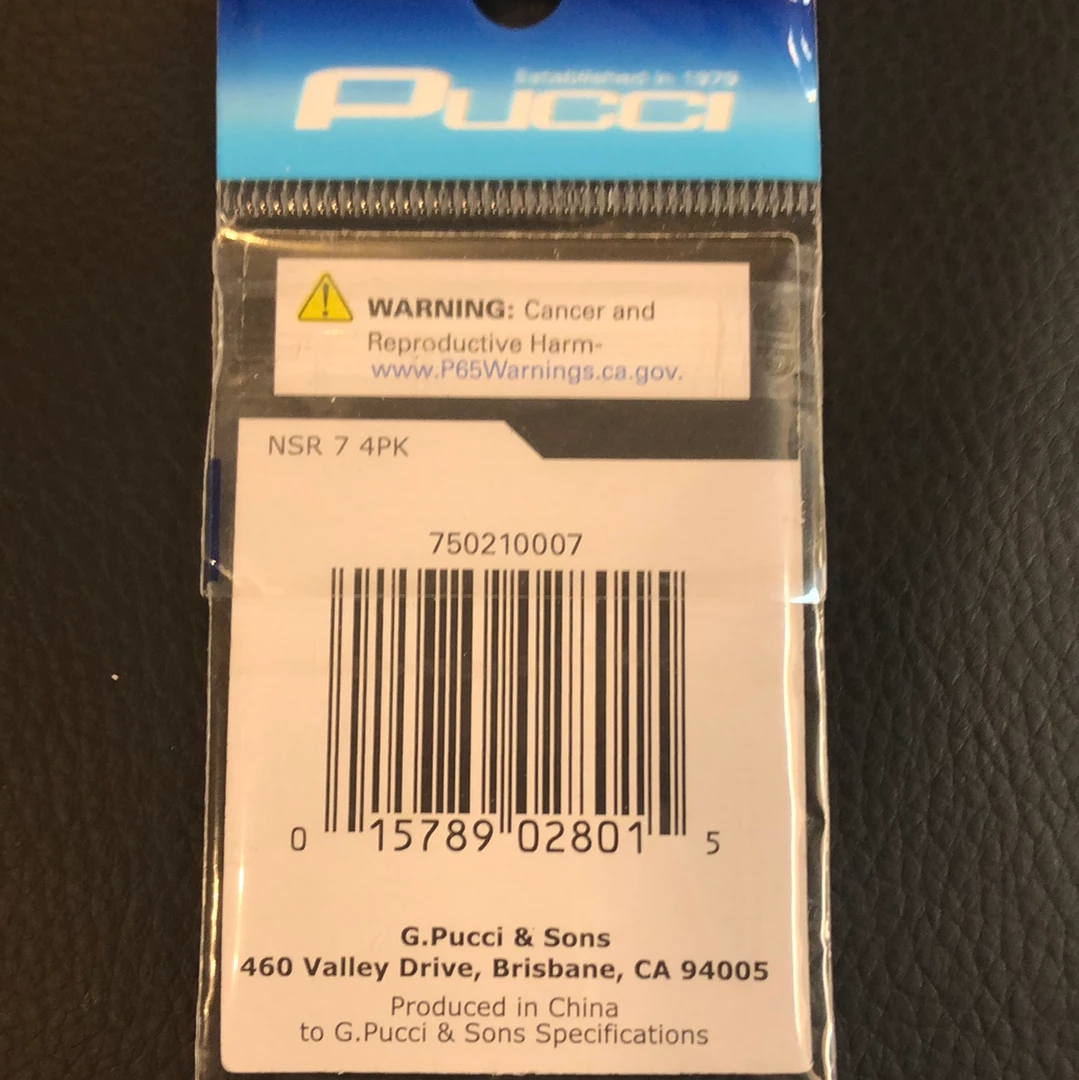 Established in 1979
PUCCI
WARNING: Cancer and
Reproductive Harm-
www.P65Warnings.ca.gov.
NSR 7 4PK
750210007
0 15789 02801 5
G.Pucci & Sons
460 Valley Drive, Brisbane, CA 94005
Produced in China
to G.Pucci & Sons Specifications